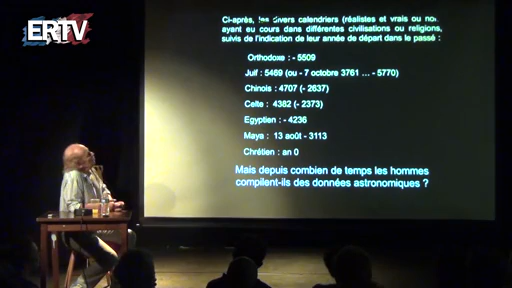 ERTV
Ci-après, les divers calendriers (réalistes et vrais ou non)
ayant eu cours dans différentes civilisations ou religions,
suivis de l'indication de leur année de départ dans le passé :
Orthodoxe : - 5509
Juif : 5469 (ou - 7 octobre 3761 ... - 5770)
Chinois : 4707 (- 2637)
Celte : 4382 (- 2373)
Egyptien : - 4236
Maya : 13 août - 3113
Chrétien : an 0
Mais depuis combien de temps les hommes
compilent-ils des données astronomiques ?